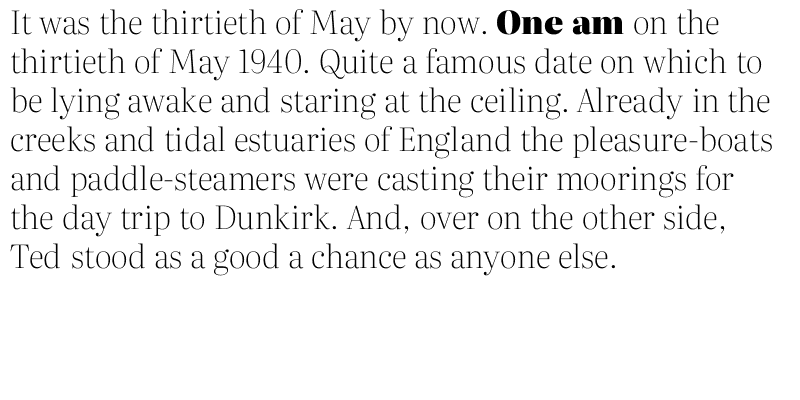 It was the thirtieth of May by now. One am on the
thirtieth of May 1940. Quite a famous date on which to
be lying awake and staring at the ceiling. Already in the
creeks and tidal estuaries of England the pleasure-boats
and paddle-steamers were casting their moorings for
the day trip to Dunkirk. And, over on the other side,
Ted stood as a good a chance as anyone else.